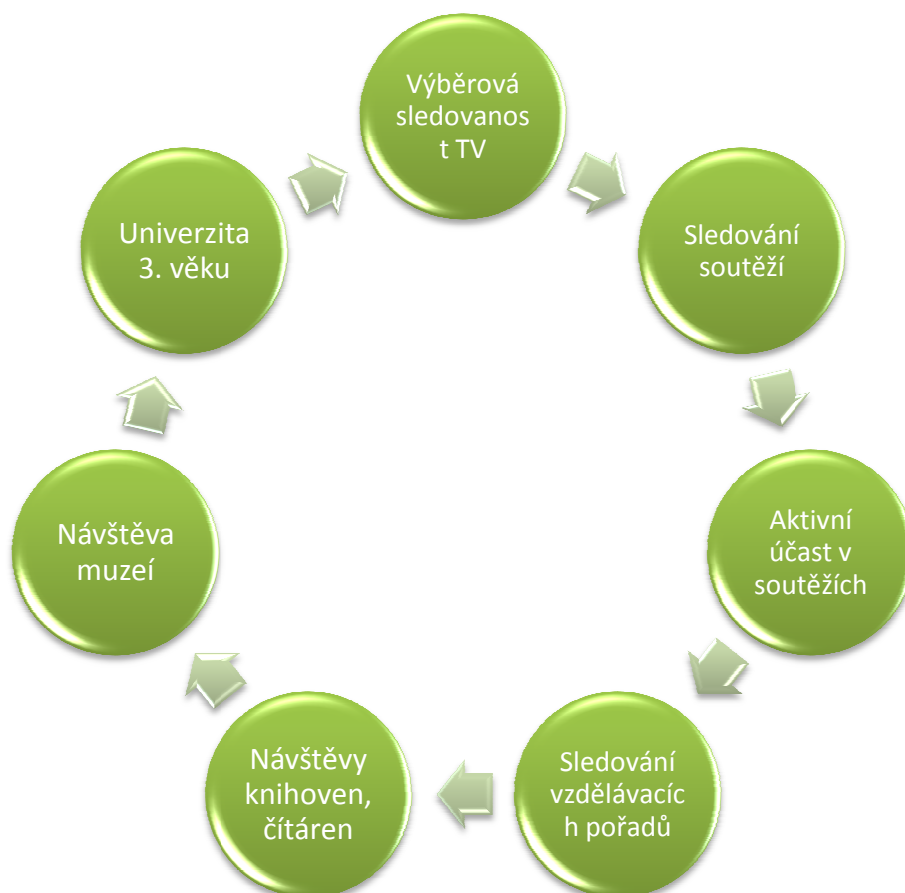 Výběrová
sledovanos
t TV
Sledování
soutěží
Aktivní
účast v
soutěžích
Sledování
vzdělávacíc
h pořadů
Návštěvy
knihoven,
čítáren
Návštěva
muzeí
Univerzita
3. věku